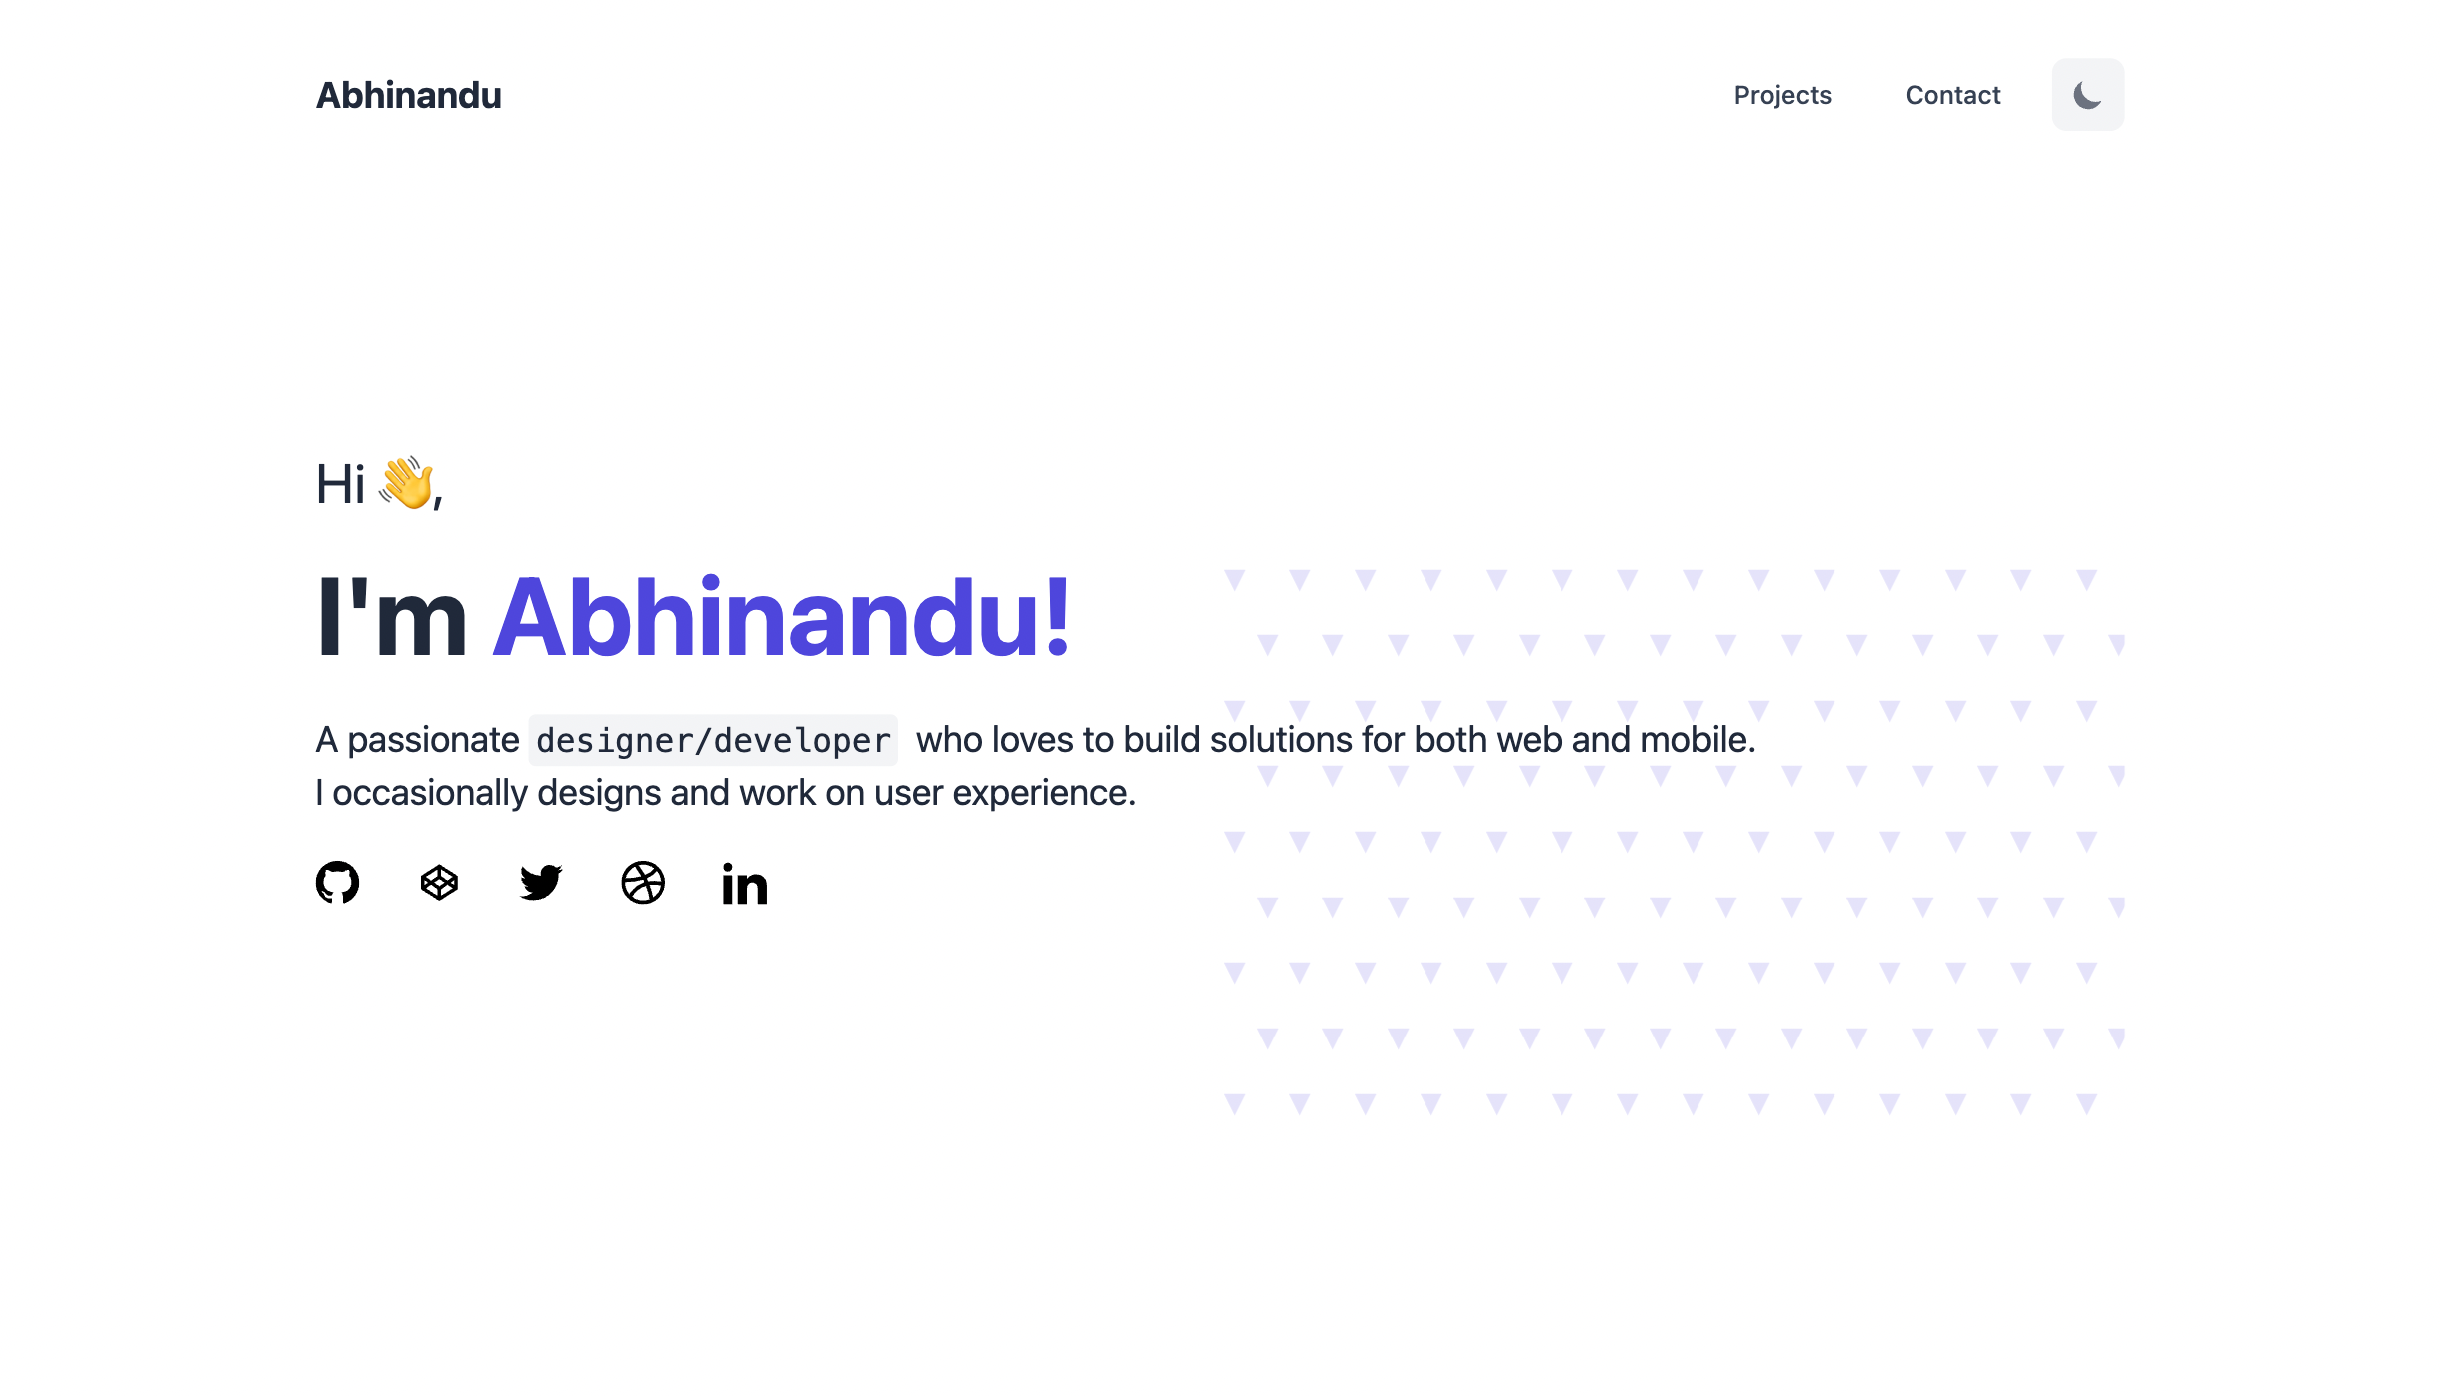 Abhinandu
Projects
Contact
Hi 👋,
I'm Abhinandu!
A passionate designer/developer who loves to build solutions for both web and mobile.
I occasionally designs and work on user experience.